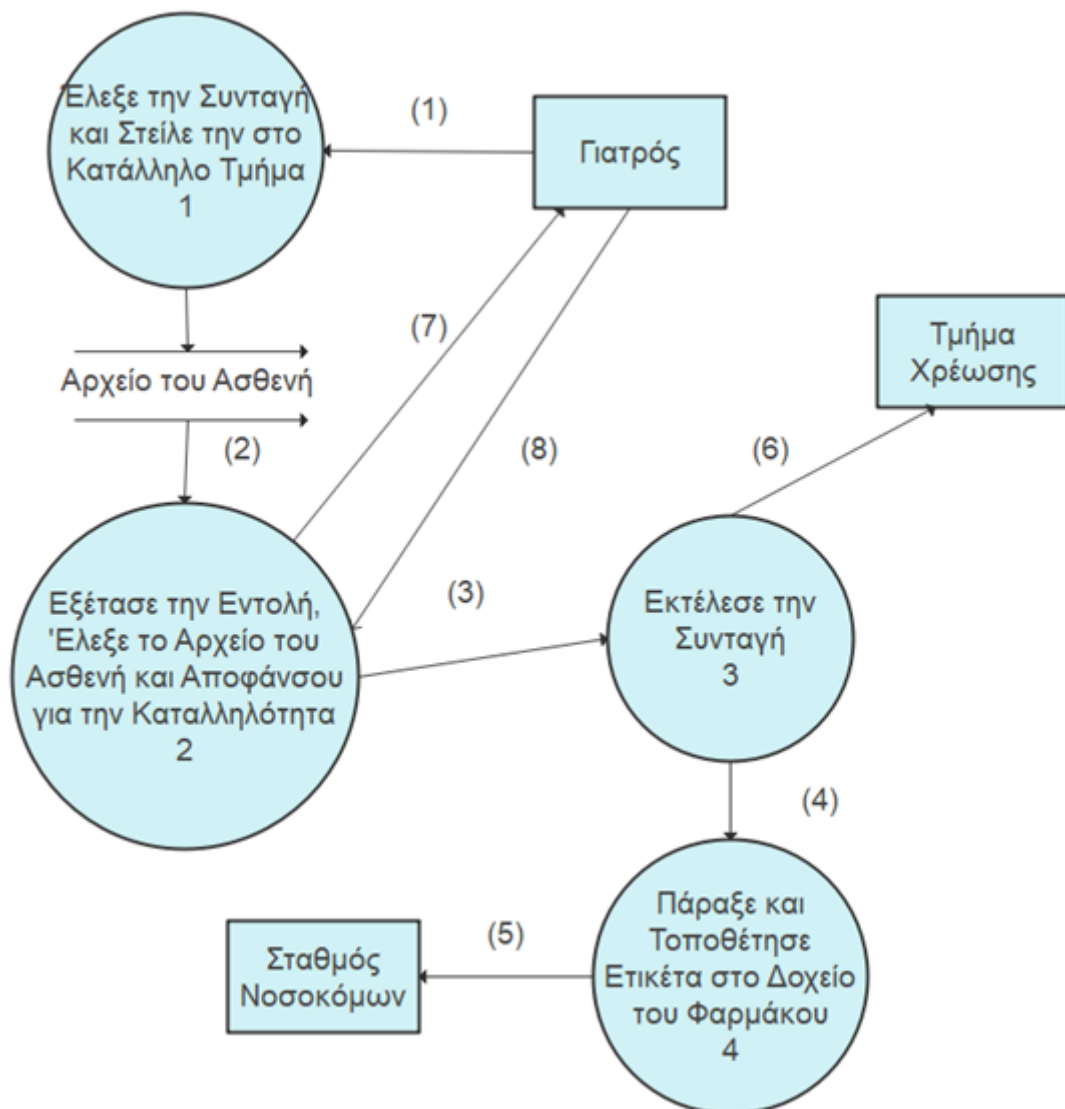 Έλεξε την Συνταγή
και Στείλε την στο
Κατάλληλο Τμήμα
1
(1)
Γιατρός
(7)
Τμήμα
Χρέωσης
Αρχείο του Ασθενή
(2)
(8)
(6)
Εξέτασε την Εντολή,
'Ελεξε το Αρχείο του
Ασθενή και Αποφάνσου
για την Καταλληλότητα
2
(3)
Εκτέλεσε την
Συνταγή
3
(4)
Πάραξε και
Τοποθέτησε
Ετικέτα στο Δοχείο
του Φαρμάκου
4
(5)
Σταθμός
Νοσοκόμων